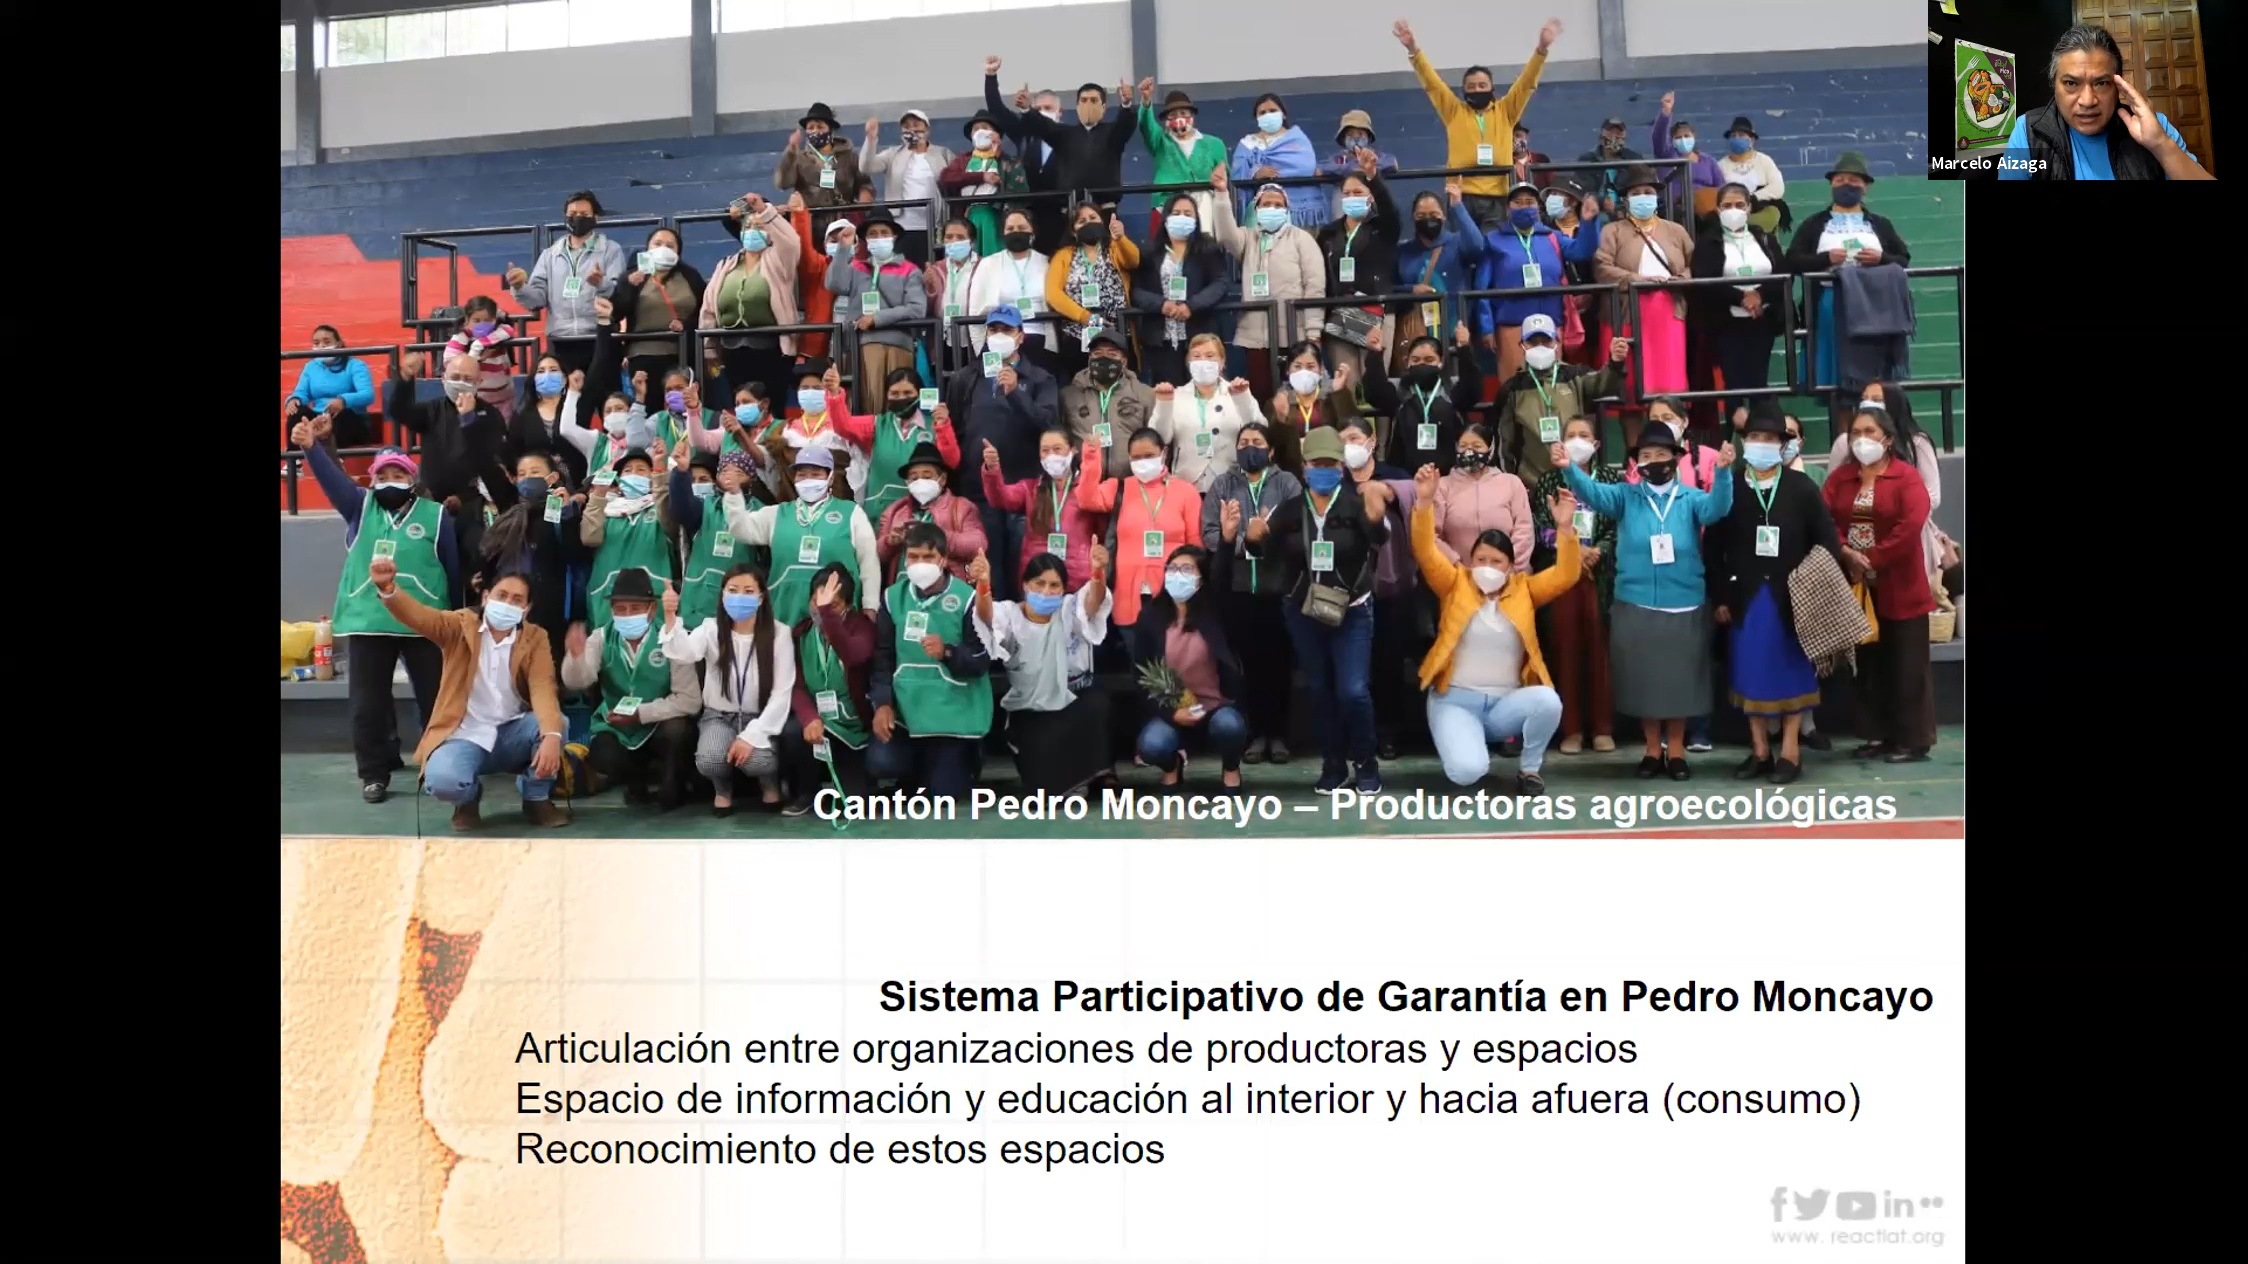 Marcelo Aizaga
Cantón Pedro Moncayo – Productoras agroecológicas
Sistema Participativo de Garantía en Pedro Moncayo
Articulación entre organizaciones de productoras y espacios
Espacio de información y educación al interior y hacia afuera (consumo)
Reconocimiento de estos espacios
www. reactlat.org